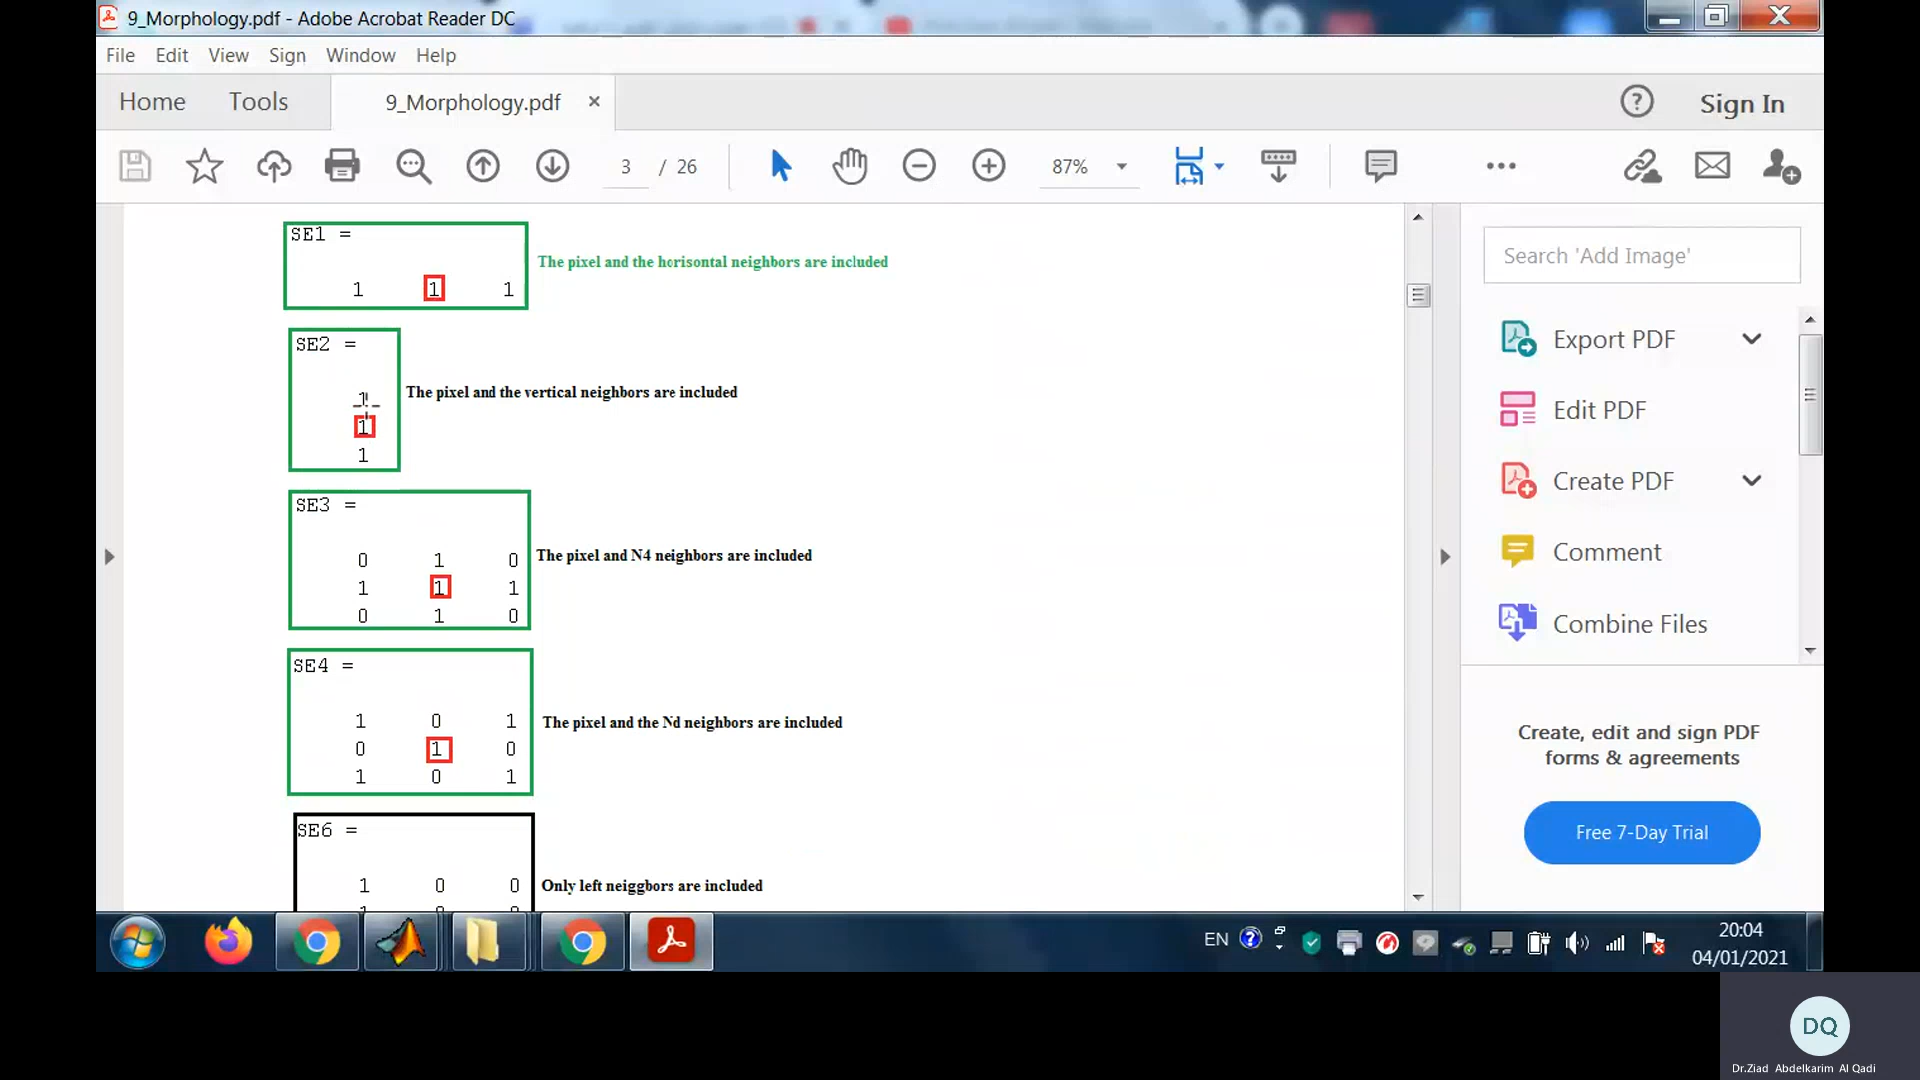 9_Morphology.pdf - Adobe Acrobat Reader DC
File Edit View Sign Window Help
Home Tools 9_Morphology.pdf × Sign In
3 / 26 87%
SE1 =
1 1 1
The pixel and the horisontal neighbors are included
SE2 =
1
1
1
The pixel and the vertical neighbors are included
SE3 =
0 1 0
1 1 1
0 1 0
The pixel and N4 neighbors are included
SE4 =
1 0 1
0 1 0
1 0 1
The pixel and the Nd neighbors are included
SE6 =
1 0 0
Only left neiggbors are included
Search 'Add Image'
Export PDF
Edit PDF
Create PDF
Comment
Combine Files
Create, edit and sign PDF
forms & agreements
Free 7-Day Trial
EN
20:04
04/01/2021
DQ
Dr.Ziad Abdelkarim Al Qadi